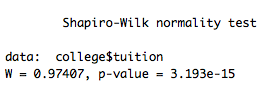 Shapiro-Wilk normality test
data:  college$tuition
W = 0.97407, p-value = 3.193e-15